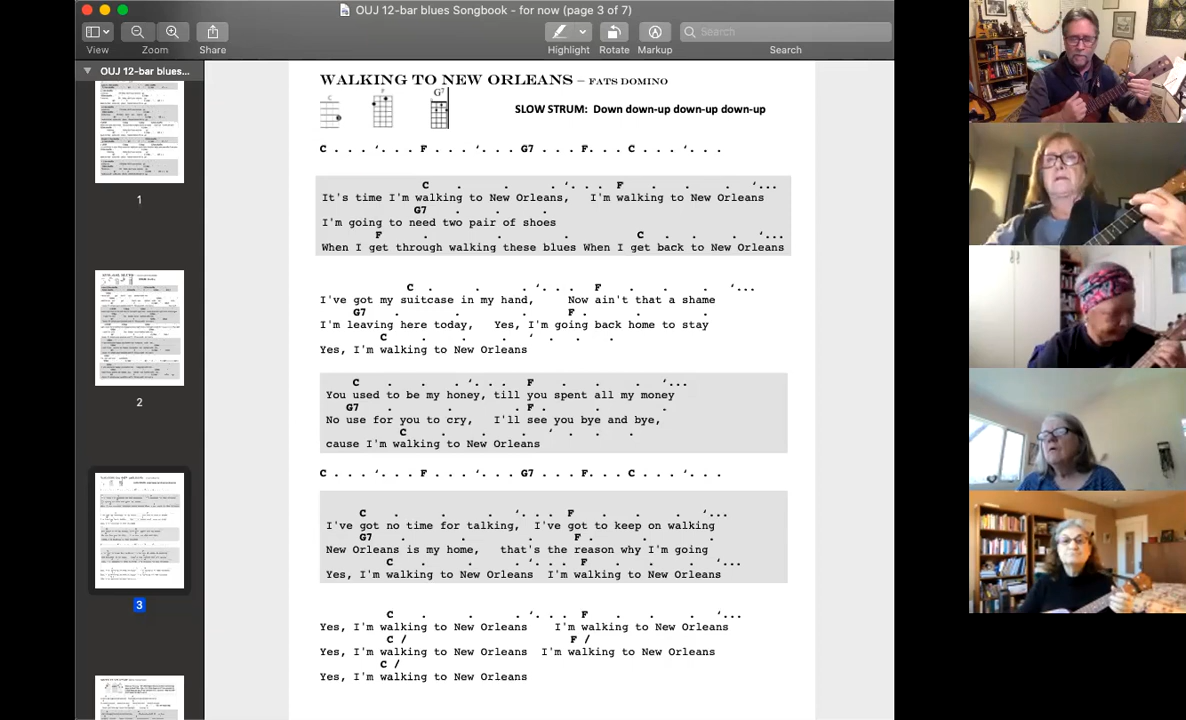 OUJ 12-bar blues Songbook - for now (page 3 of 7)
Search
View Zoom Share Highlight Rotate Markup Search
OUJ 12-bar blues...
1
2
3
WALKING TO NEW ORLEANS – FATS DOMINO
C F G7
SLOW STRUM: Down down-up down-up down-up
C . . . ‘. . . F . . . ‘. . . G7 . . . F. . . C . . . ‘. . .
C . . . ‘. . . F . . . ‘...
It's time I'm walking to New Orleans, I'm walking to New Orleans
G7 . . .
I'm going to need two pair of shoes
F . . . C . . . ‘...
When I get through walking these blues When I get back to New Orleans
C . . . ‘. . . F . . . ‘...
I've got my suitcase in my hand, Now ain't that a shame
G7 . . . F . . .
I'm leaving here today, Yes, I'm going back home to stay
C . . . ‘ . . .
Yes, I'm walking to New Orleans
C . . . ‘. . . F . . . ‘...
You used to be my honey, till you spent all my money
G7 . . . F . . .
No use for you to cry, I'll see you bye and bye,
C . . . ‘ . . .
cause I'm walking to New Orleans
C . . . ‘. . . F . . . ‘. . . G7 . . . F. . . C . . . ‘. . .
C . . . ‘. . . F . . . ‘...
I've got no time for talking, I've got to keep on walking
G7 . . . F . . .
New Orleans is my home, that's the reason why I'm going
C . . . ‘. . . F . . . ‘...
Yes, I'm walking to New Orleans I'm walking to New Orleans
C . . . ‘. . . F . . . ‘...
Yes, I'm walking to New Orleans I'm walking to New Orleans
C / F /
Yes, I'm walking to New Orleans I'm walking to New Orleans
C /
Yes, I'm walking to New Orleans